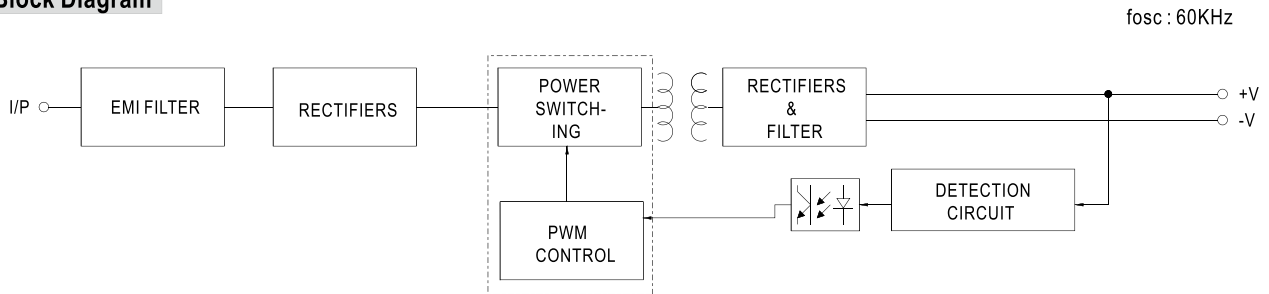 Block Diagram
fosc : 60KHz
I/P
EMI FILTER
RECTIFIERS
POWER
SWITCH-
ING
RECTIFIERS
&
FILTER
+V
-V
DETECTION
CIRCUIT
PWM
CONTROL